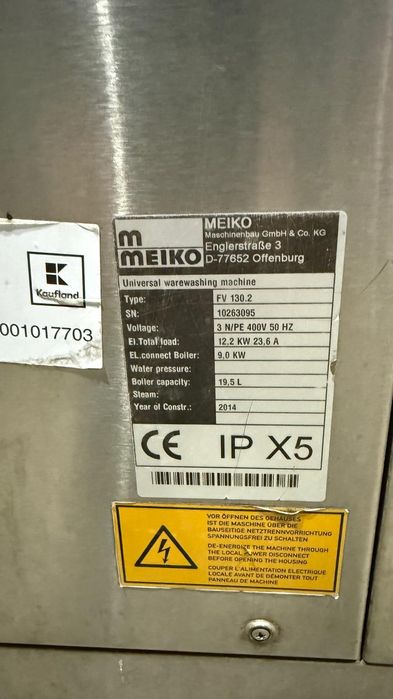 MEIKO
Maschinenbau GmbH & Co. KG
Englerstraße 3
D-77652 Offenburg
m
MEIKO
Universal warewashing machine
Type: FV 130.2
SN: 10263095
Voltage: 3 N/PE 400V 50 HZ
El.Total load: 12,2 KW 23,6 A
EL.connect Boiler: 9,0 KW
Water pressure:
Boiler capacity: 19,5 L
Steam:
Year of Constr.: 2014
CE IP X5
K
Kaufland
001017703
VOR ÖFFNEN DES GEHÄUSES
IST DIE MASCHINE ÜBER DIE
BAUSEITIGE NETZTRENNVORRICHTUNG
SPANNUNGSFREI ZU SCHALTEN
DE-ENERGIZE THE MACHINE THROUGH
THE LOCAL POWER DISCONNECT
BEFORE OPENING THE HOUSING
COUPER L'ALIMENTATION ELECTRIQUE
LOCALE AVANT DE DÉMONTER TOUT
PANNEAU DE MACHINE